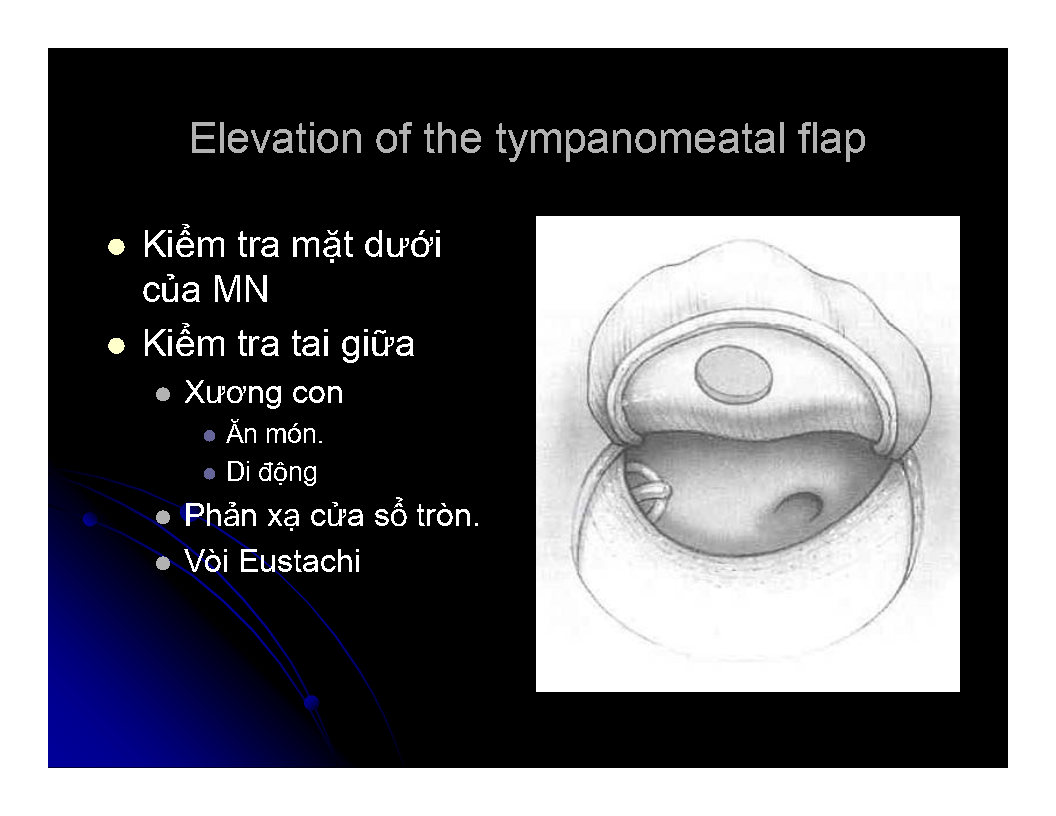 Elevation of the tympanomeatal flap
Kiểm tra mặt dưới
của MN
Kiểm tra tai giữa
Xương con
Ăn món.
Di động
Phản xạ cửa sổ tròn.
Vòi Eustachi